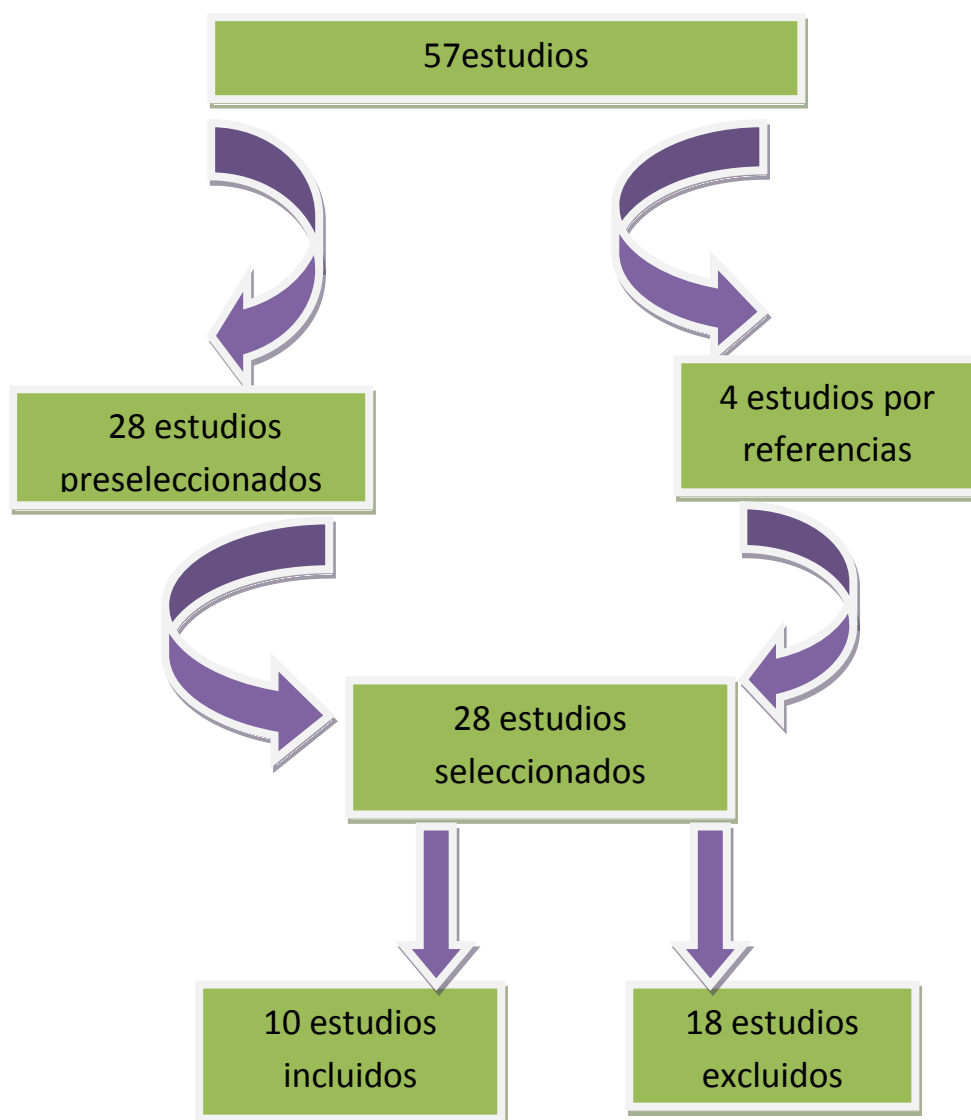 57estudios
28 estudios
preseleccionados
4 estudios por
referencias
28 estudios
seleccionados
10 estudios
incluidos
18 estudios
excluidos